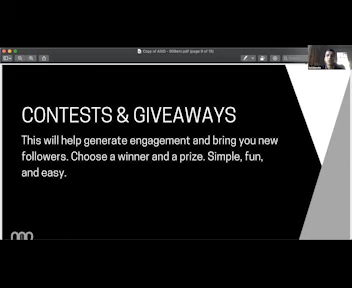 CONTESTS & GIVEAWAYS
This will help generate engagement and bring you new
followers. Choose a winner and a prize. Simple, fun,
and easy.